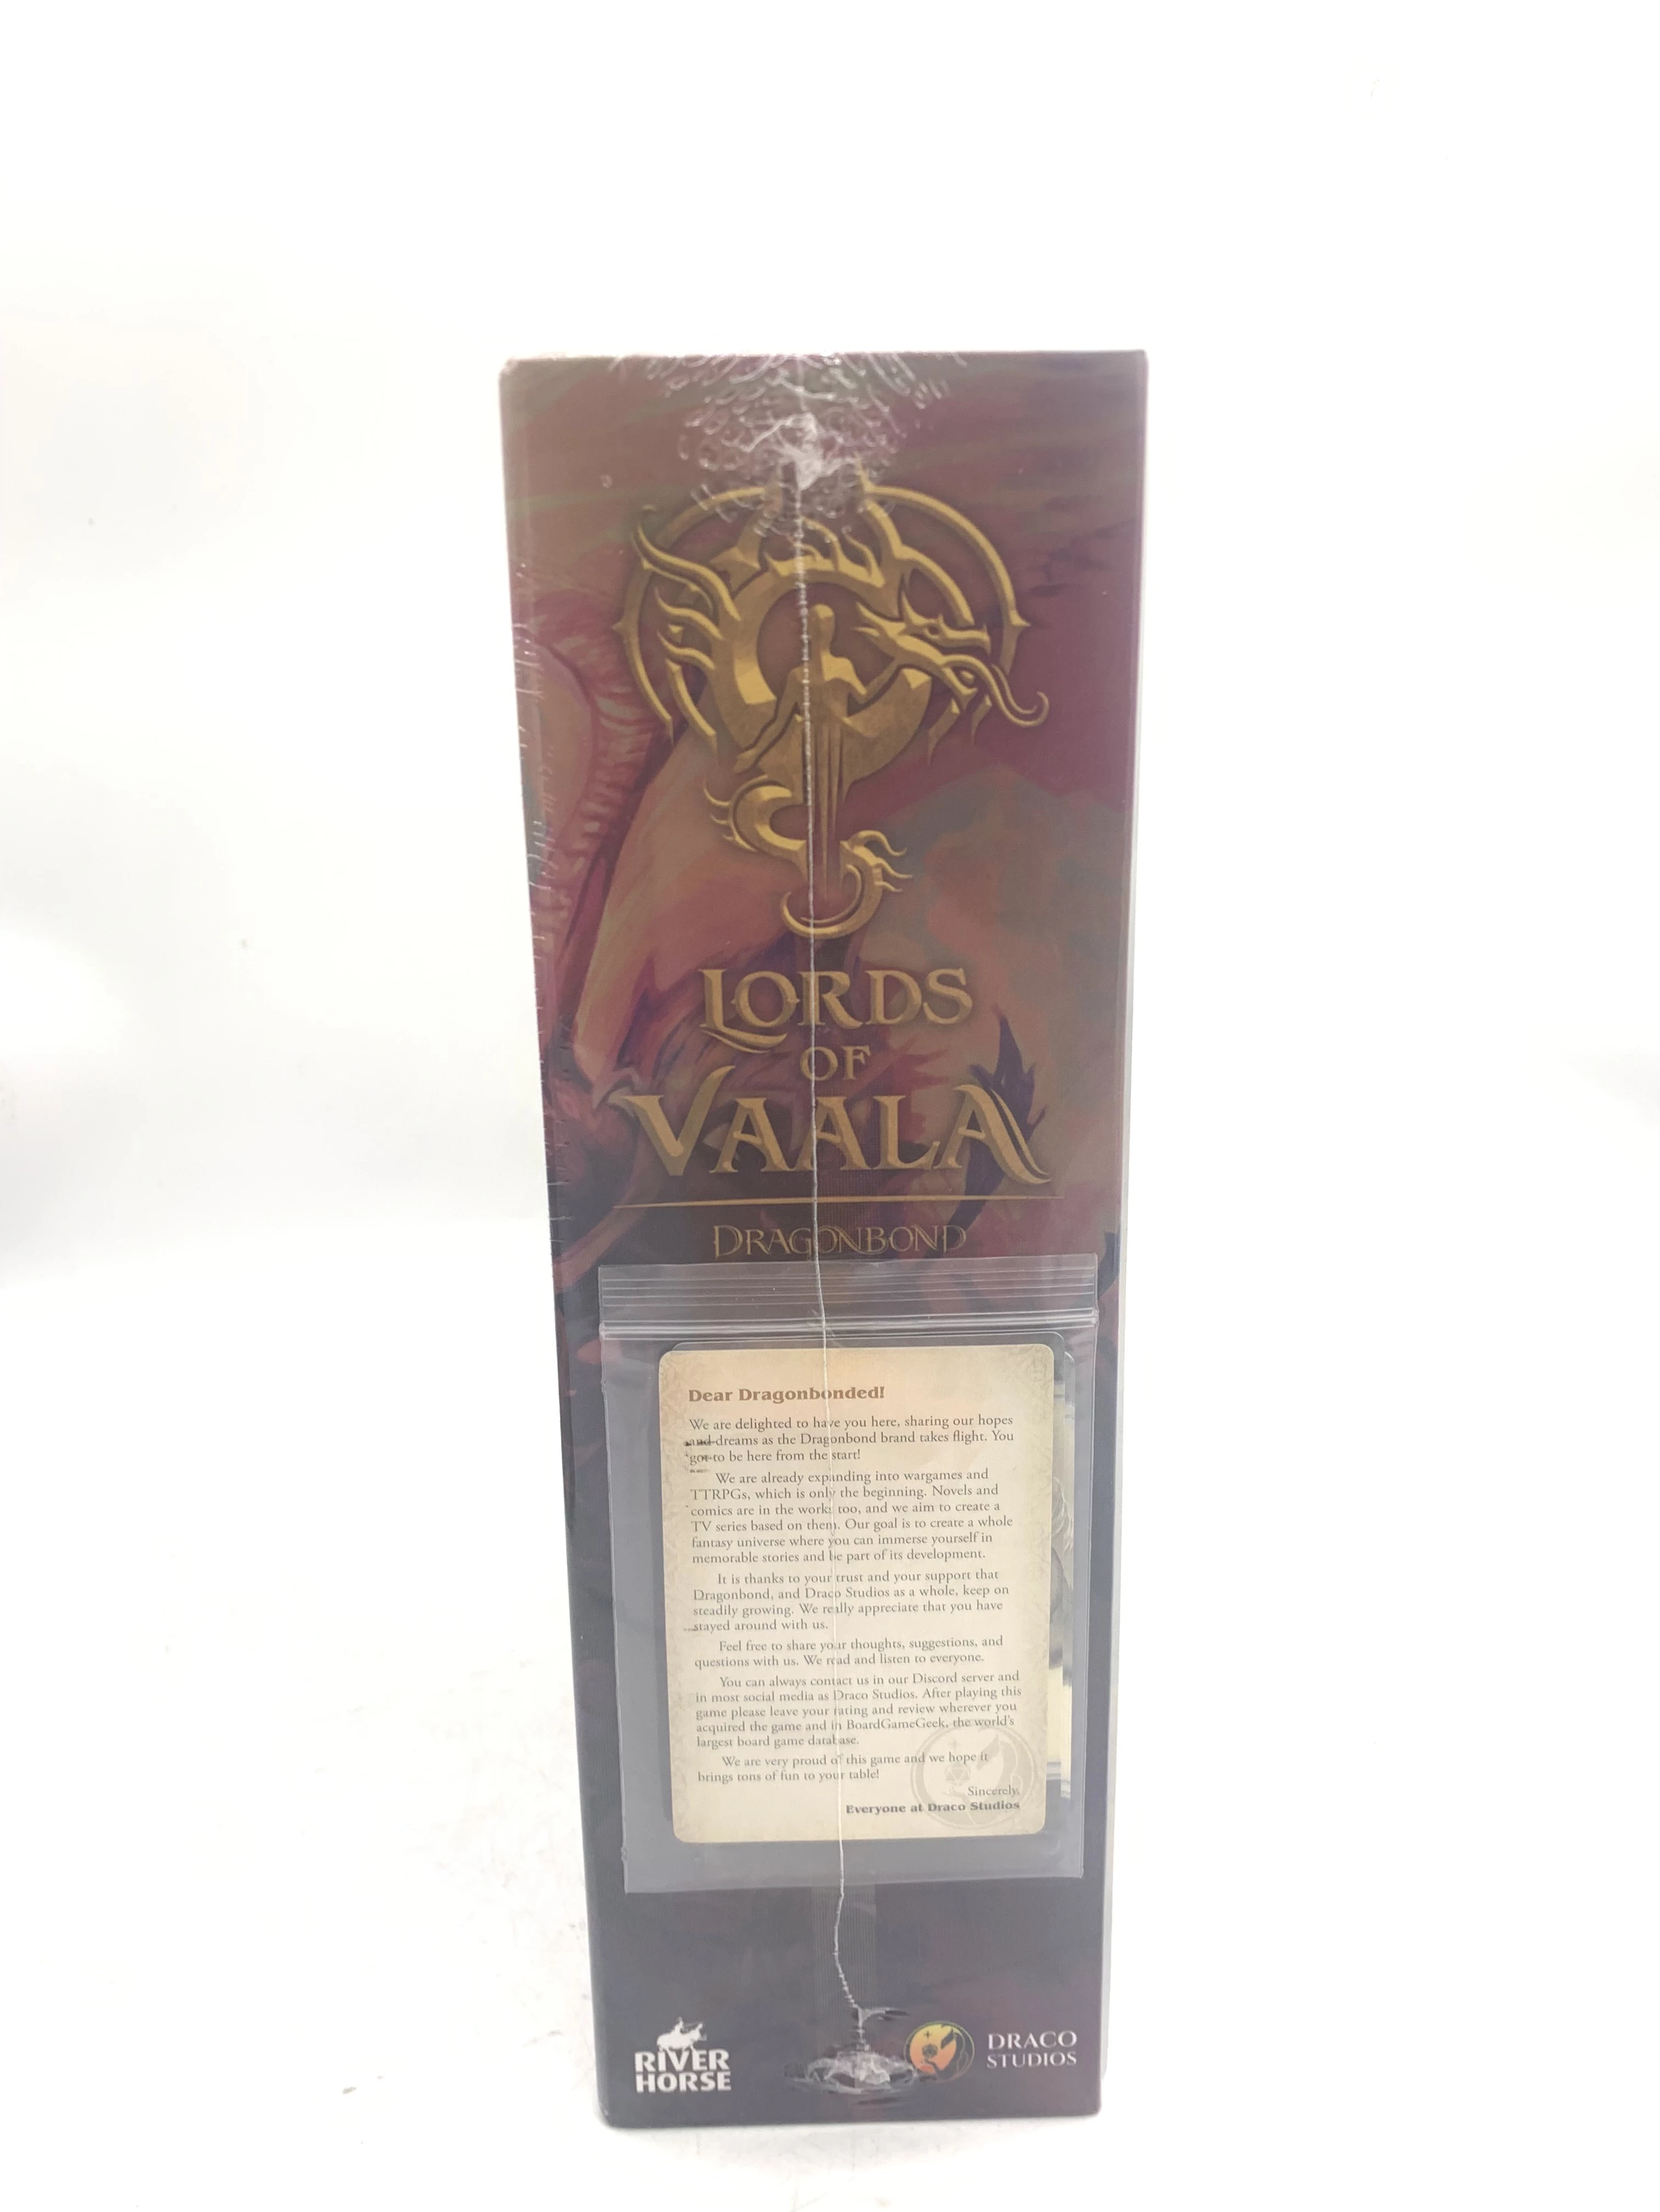 LORDS
OF
VAALA
DRAGONBOND
Dear Dragonbonded!
We are delighted to have you here, sharing our hopes
and dreams as the Dragonbond brand takes flight. You
got to be here from the start!
We are already expanding into wargames and
TTRPGs, which is only the beginning. Novels and
comics are in the works too, and we aim to create a
TV series based on them. Our goal is to create a whole
fantasy universe where you can immerse yourself in
memorable stories and be part of its development.
It is thanks to your trust and your support that
Dragonbond, and Draco Studios as a whole, keep on
steadily growing. We really appreciate that you have
stayed around with us.
Feel free to share your thoughts, suggestions, and
questions with us. We read and listen to everyone.
You can always contact us in our Discord server and
in most social media as Draco Studios. After playing this
game please leave your rating and review wherever you
acquired the game and in BoardGameGeek, the world's
largest board game database.
We are very proud of this game and we hope it
brings tons of fun to your table!
Sincerely,
Everyone at Draco Studios
RIVER
HORSE
DRACO
STUDIOS